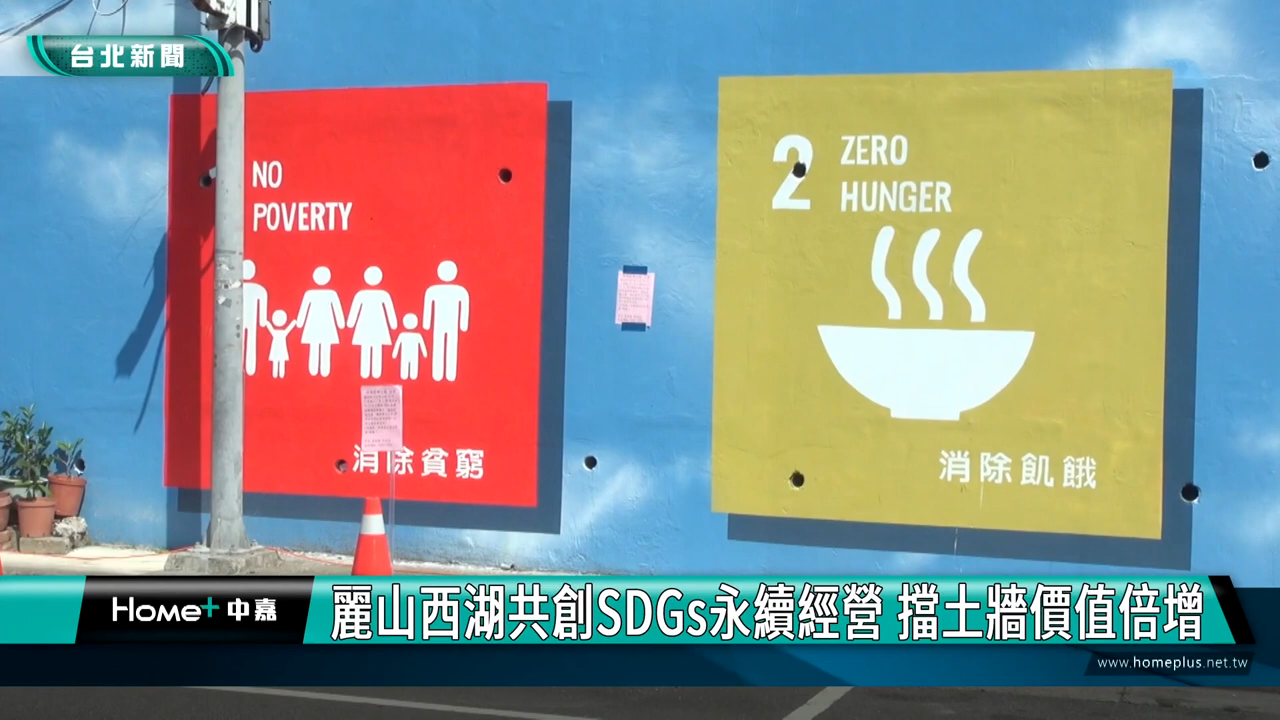 台北新聞
NO
POVERTY
消除貧窮
2
ZERO
HUNGER
消除飢餓
Home+ 中嘉
麗山西湖共創SDGs永續經營 擋土牆價值倍增
www.homeplus.net.tw